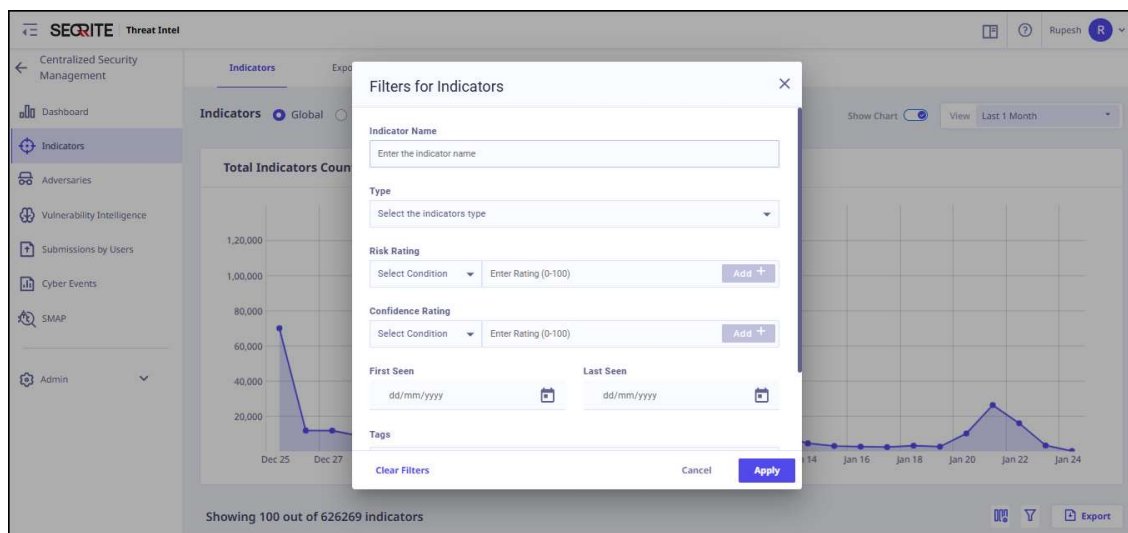 SEQRITE Threat Intel
Rupesh R
Centralized Security
Management
Indicators
Dashboard
Indicators Global
Show Chart View Last 1 Month
Indicators
Total Indicators
Adversaries
Vulnerability Intelligence
Submissions by Users
Cyber Events
SMAP
Admin
Filters for Indicators
Indicator Name
Enter the indicator name
Type
Select the indicators type
Risk Rating
Select Condition Enter Rating (0-100) Add +
Confidence Rating
Select Condition Enter Rating (0-100) Add +
First Seen Last Seen
dd/mm/yyyy dd/mm/yyyy
Tags
Clear Filters Cancel Apply
1,20,000
1,00,000
80,000
60,000
40,000
20,000
Dec 25 Dec 27 14 Jan 16 Jan 18 Jan 20 Jan 22 Jan 24
Showing 100 out of 626269 indicators
Export